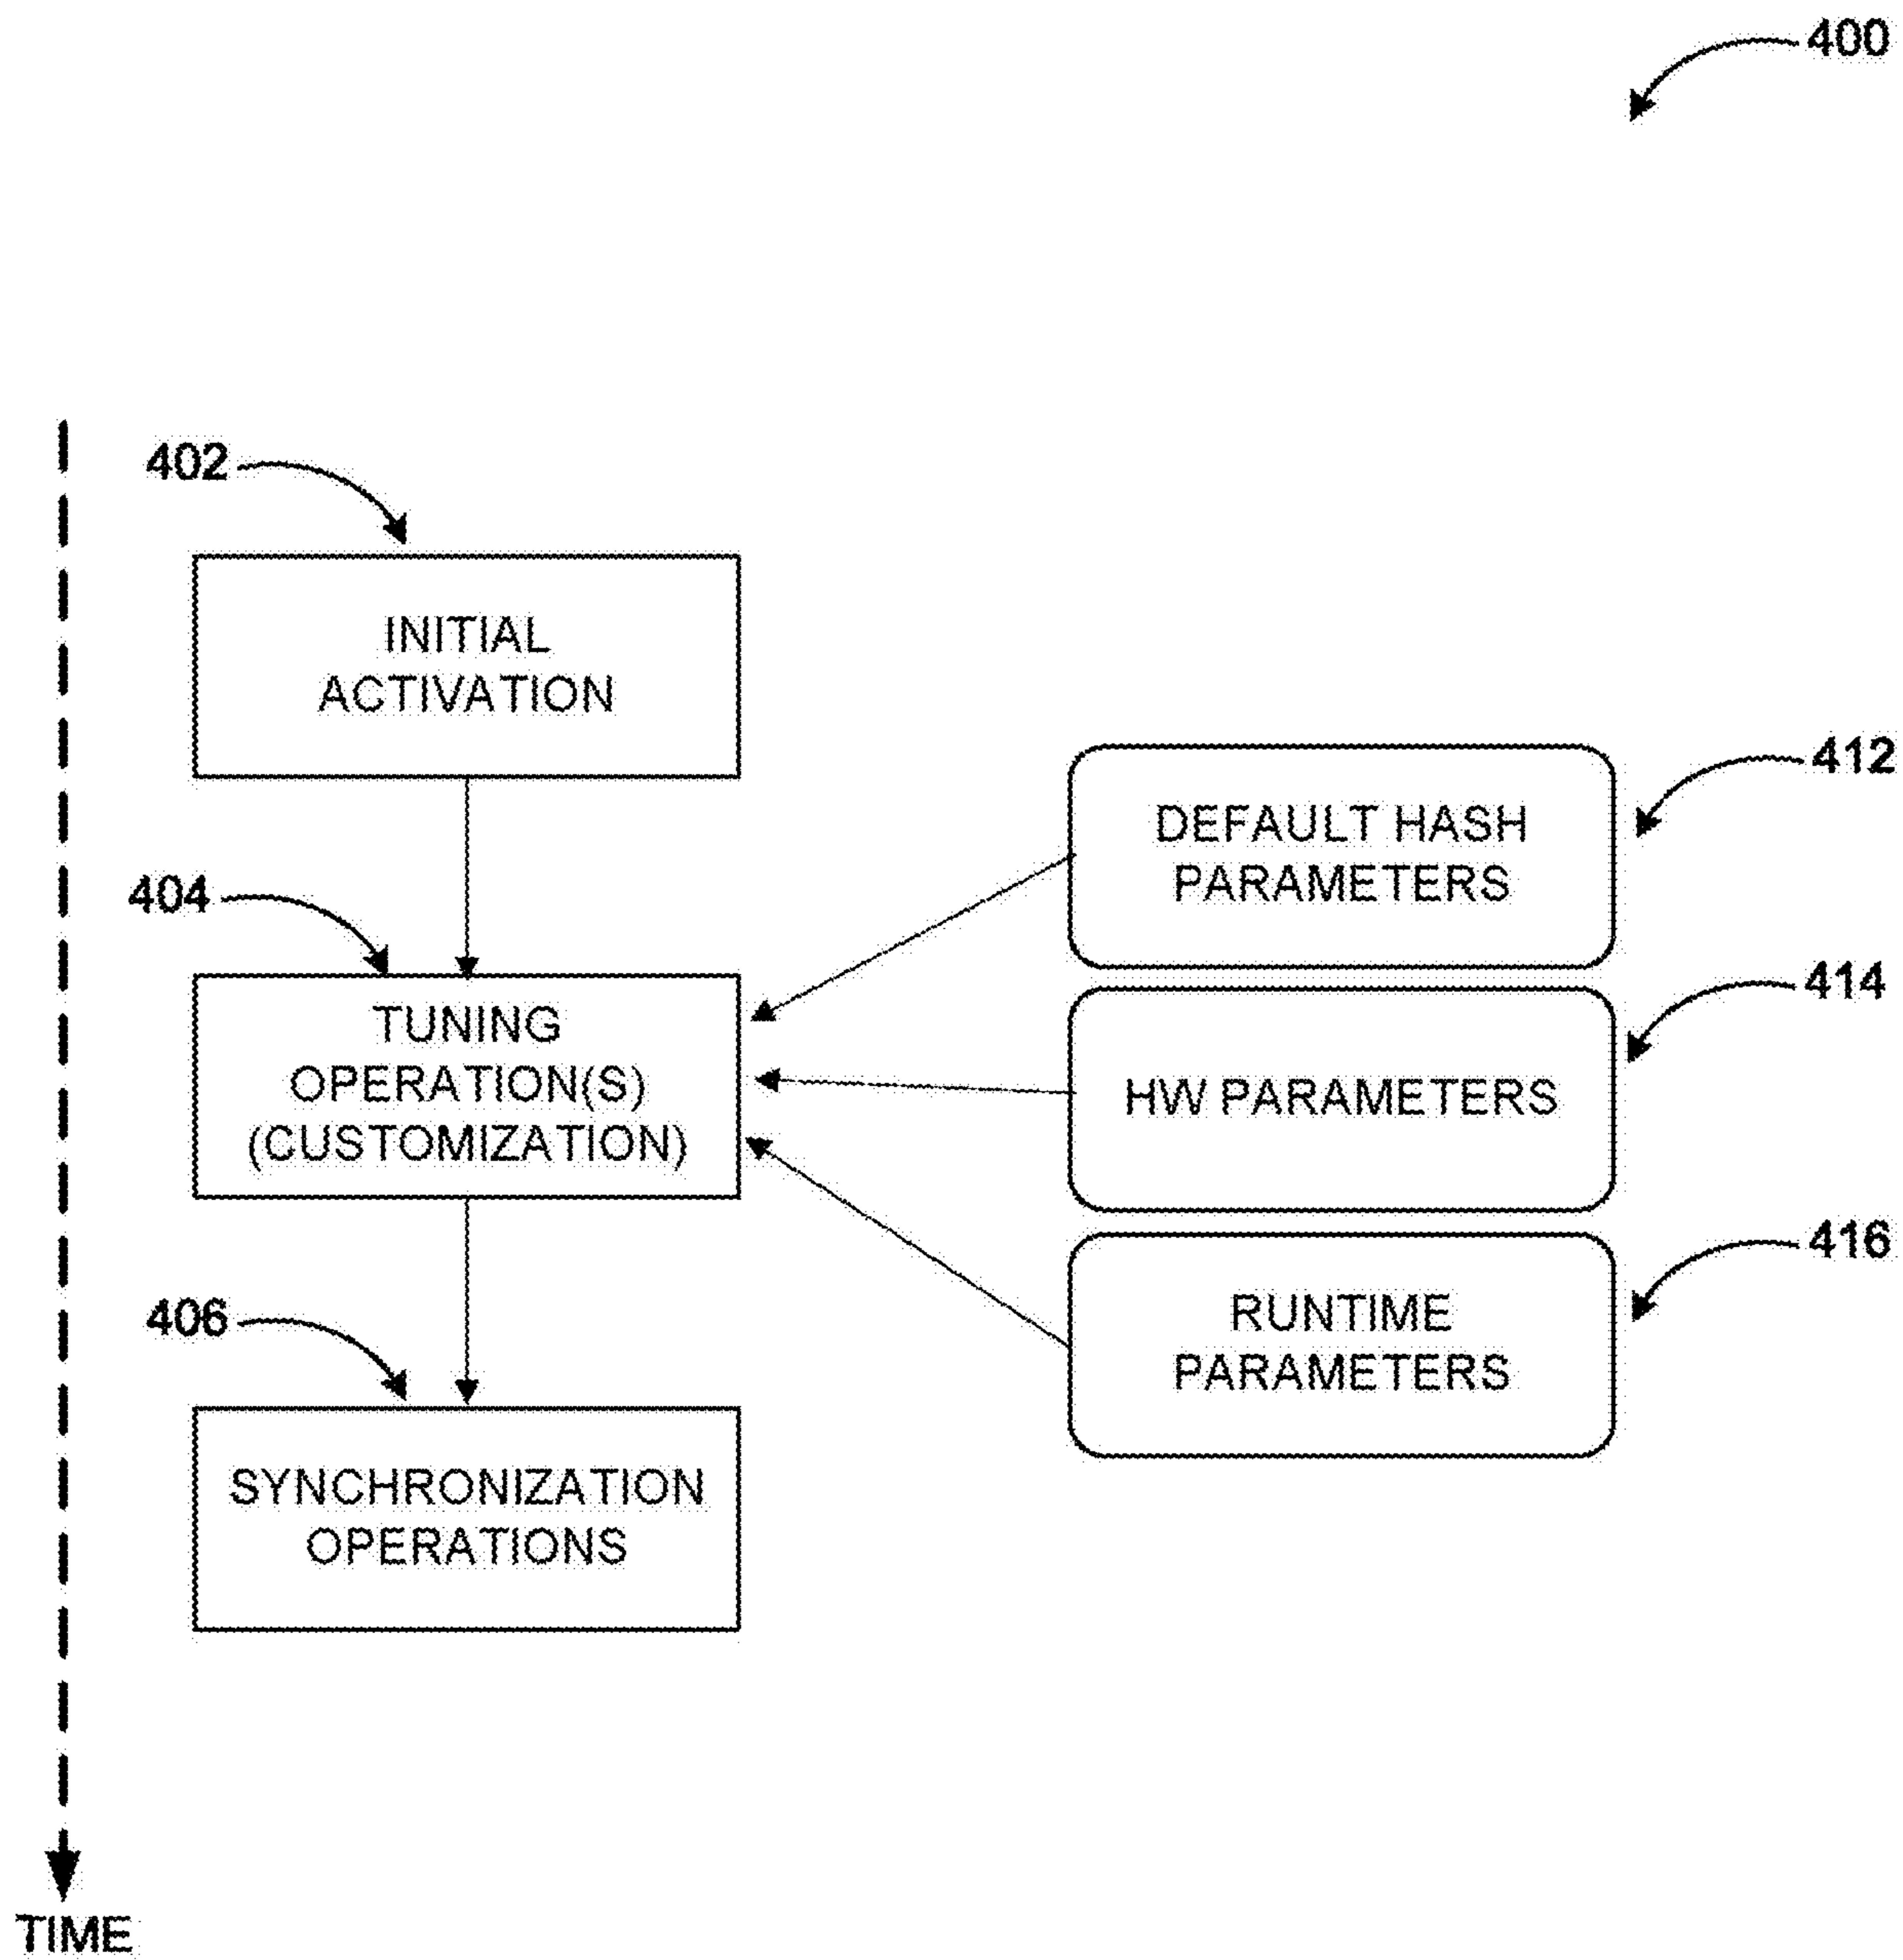 400
402
INITIAL
ACTIVATION
412
DEFAULT HASH
PARAMETERS
404
TUNING
OPERATION(S)
(CUSTOMIZATION)
414
HW PARAMETERS
416
RUNTIME
PARAMETERS
406
SYNCHRONIZATION
OPERATIONS
TIME